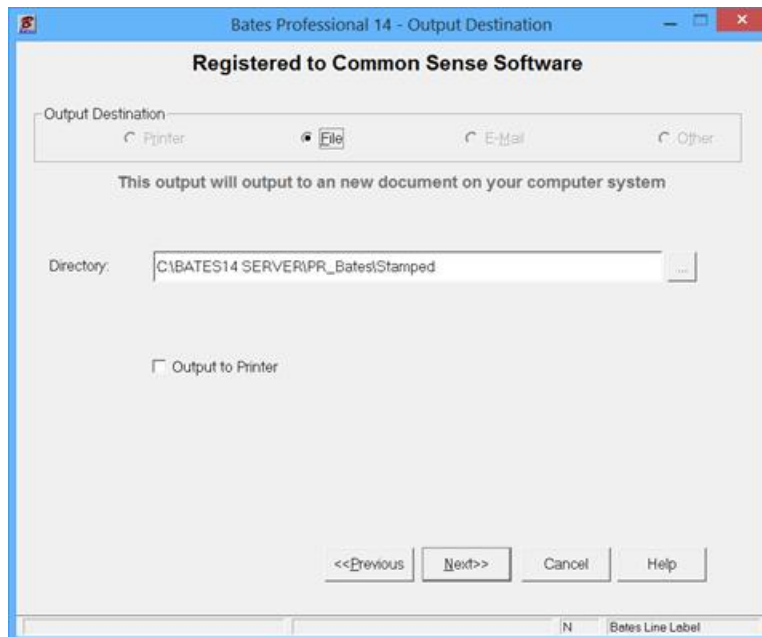 Bates Professional 14 - Output Destination
Registered to Common Sense Software
Output Destination
Printer File E-Mail Other
This output will output to an new document on your computer system
Directory: C:\BATES14 SERVER\PR_Bates\Stamped ...
Output to Printer
<<Previous Next>> Cancel Help
N Bates Line Label